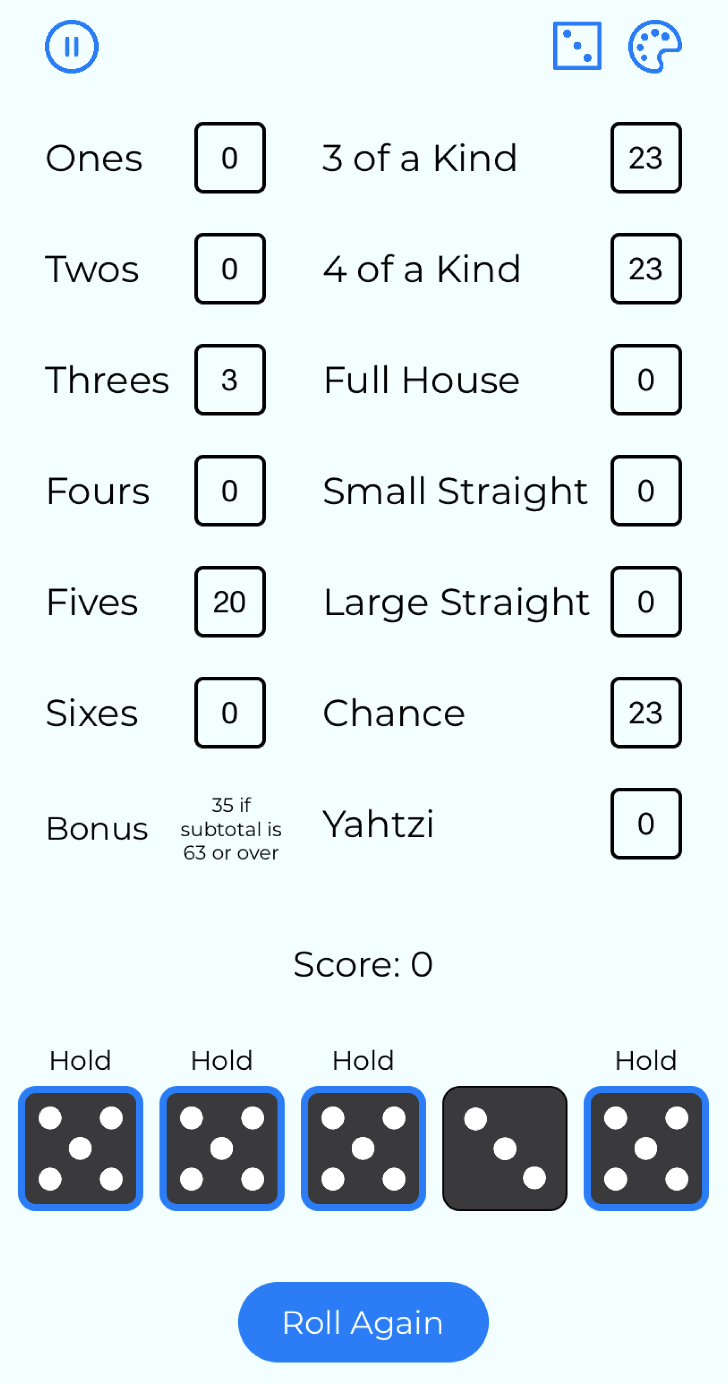 Ones 0 3 of a Kind 23
Twos 0 4 of a Kind 23
Threes 3 Full House 0
Fours 0 Small Straight 0
Fives 20 Large Straight 0
Sixes 0 Chance 23
Bonus 35 if
subtotal is
63 or over
Yahtzi 0
Score: 0
Hold Hold Hold Hold
Roll Again